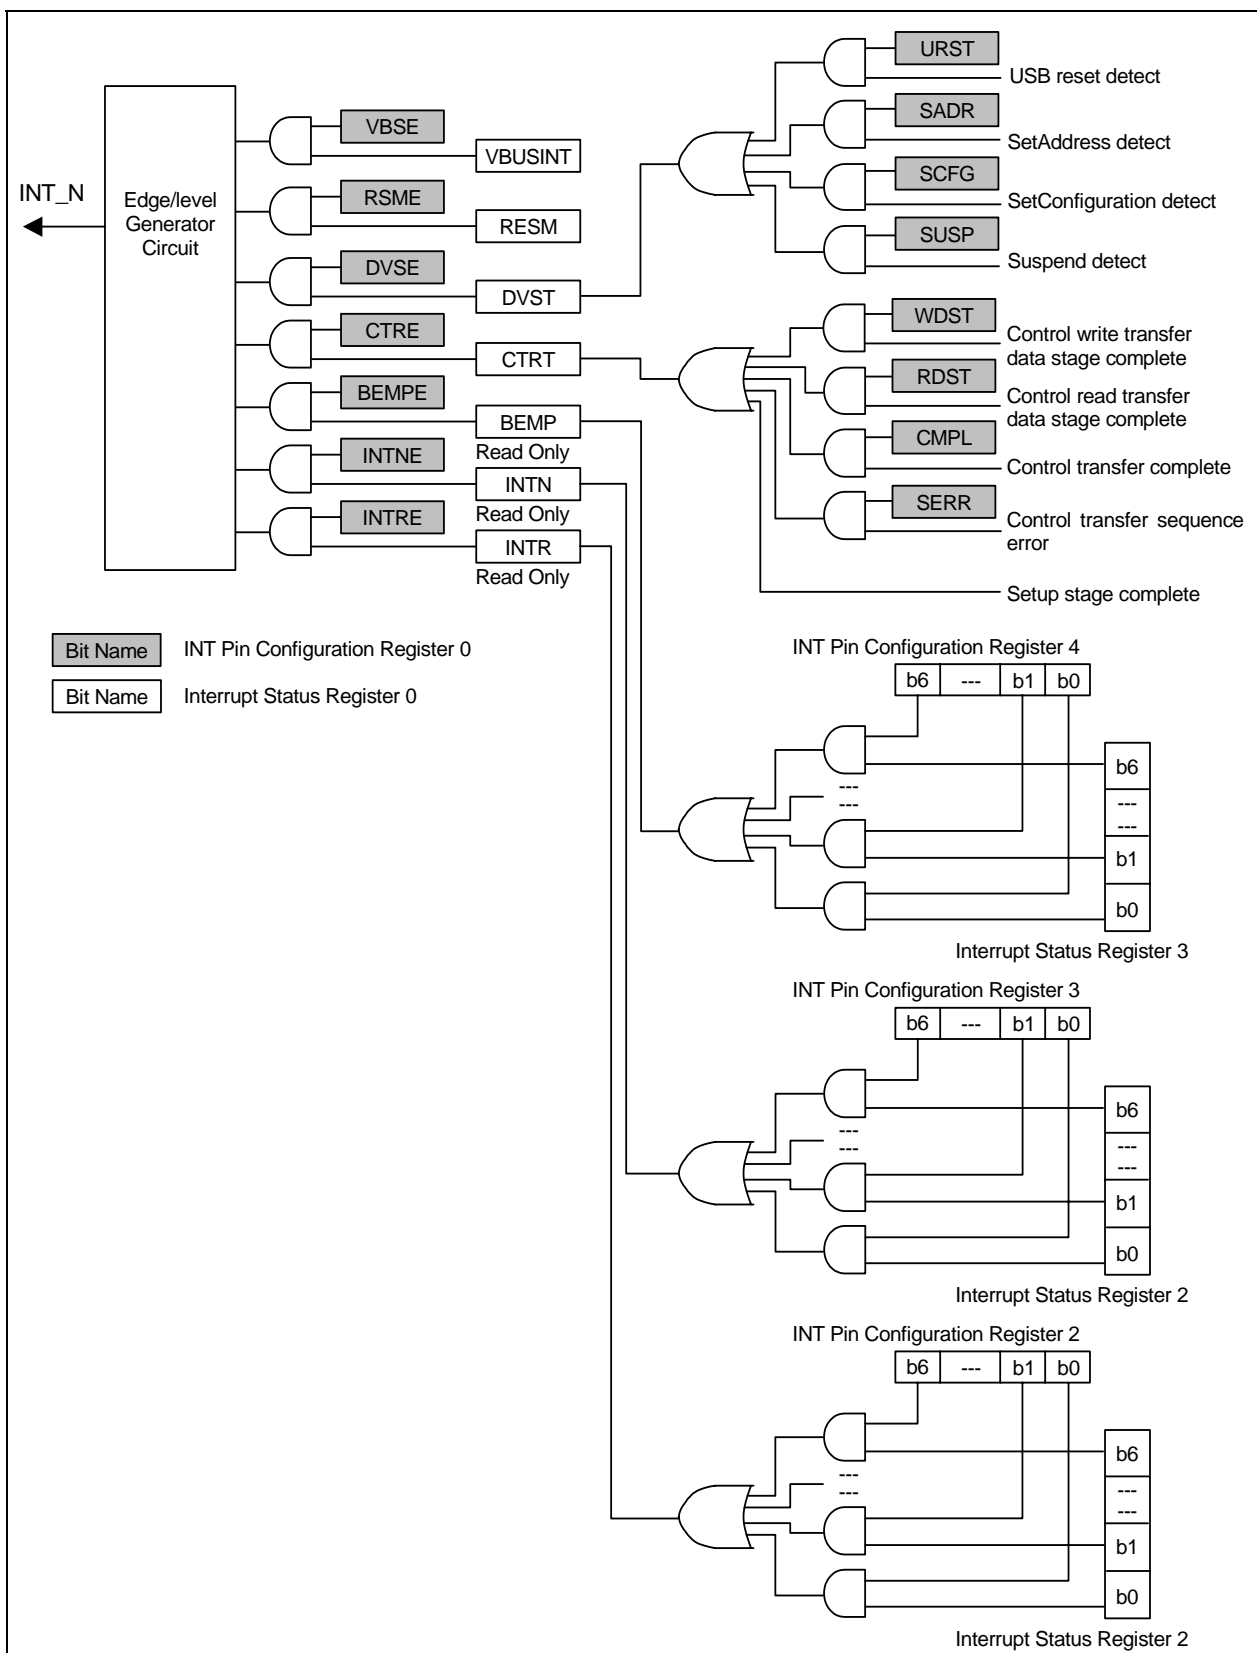 INT_N
Edge/level
Generator
Circuit
VBSE
VBUSINT
RSME
RESM
DVSE
DVST
CTRE
CTRT
BEMPE
BEMP
Read Only
INTNE
INTN
Read Only
INTRE
INTR
Read Only
URST
USB reset detect
SADR
SetAddress detect
SCFG
SetConfiguration detect
SUSP
Suspend detect
WDST
Control write transfer
data stage complete
RDST
Control read transfer
data stage complete
CMPL
Control transfer complete
SERR
Control transfer sequence
error
Setup stage complete
Bit Name INT Pin Configuration Register 0
Bit Name Interrupt Status Register 0
INT Pin Configuration Register 4
b6 --- b1 b0
b6
---
---
---
---
b1
b0
Interrupt Status Register 3
INT Pin Configuration Register 3
b6 --- b1 b0
b6
---
---
---
---
b1
b0
Interrupt Status Register 2
INT Pin Configuration Register 2
b6 --- b1 b0
b6
---
---
---
---
b1
b0
Interrupt Status Register 2